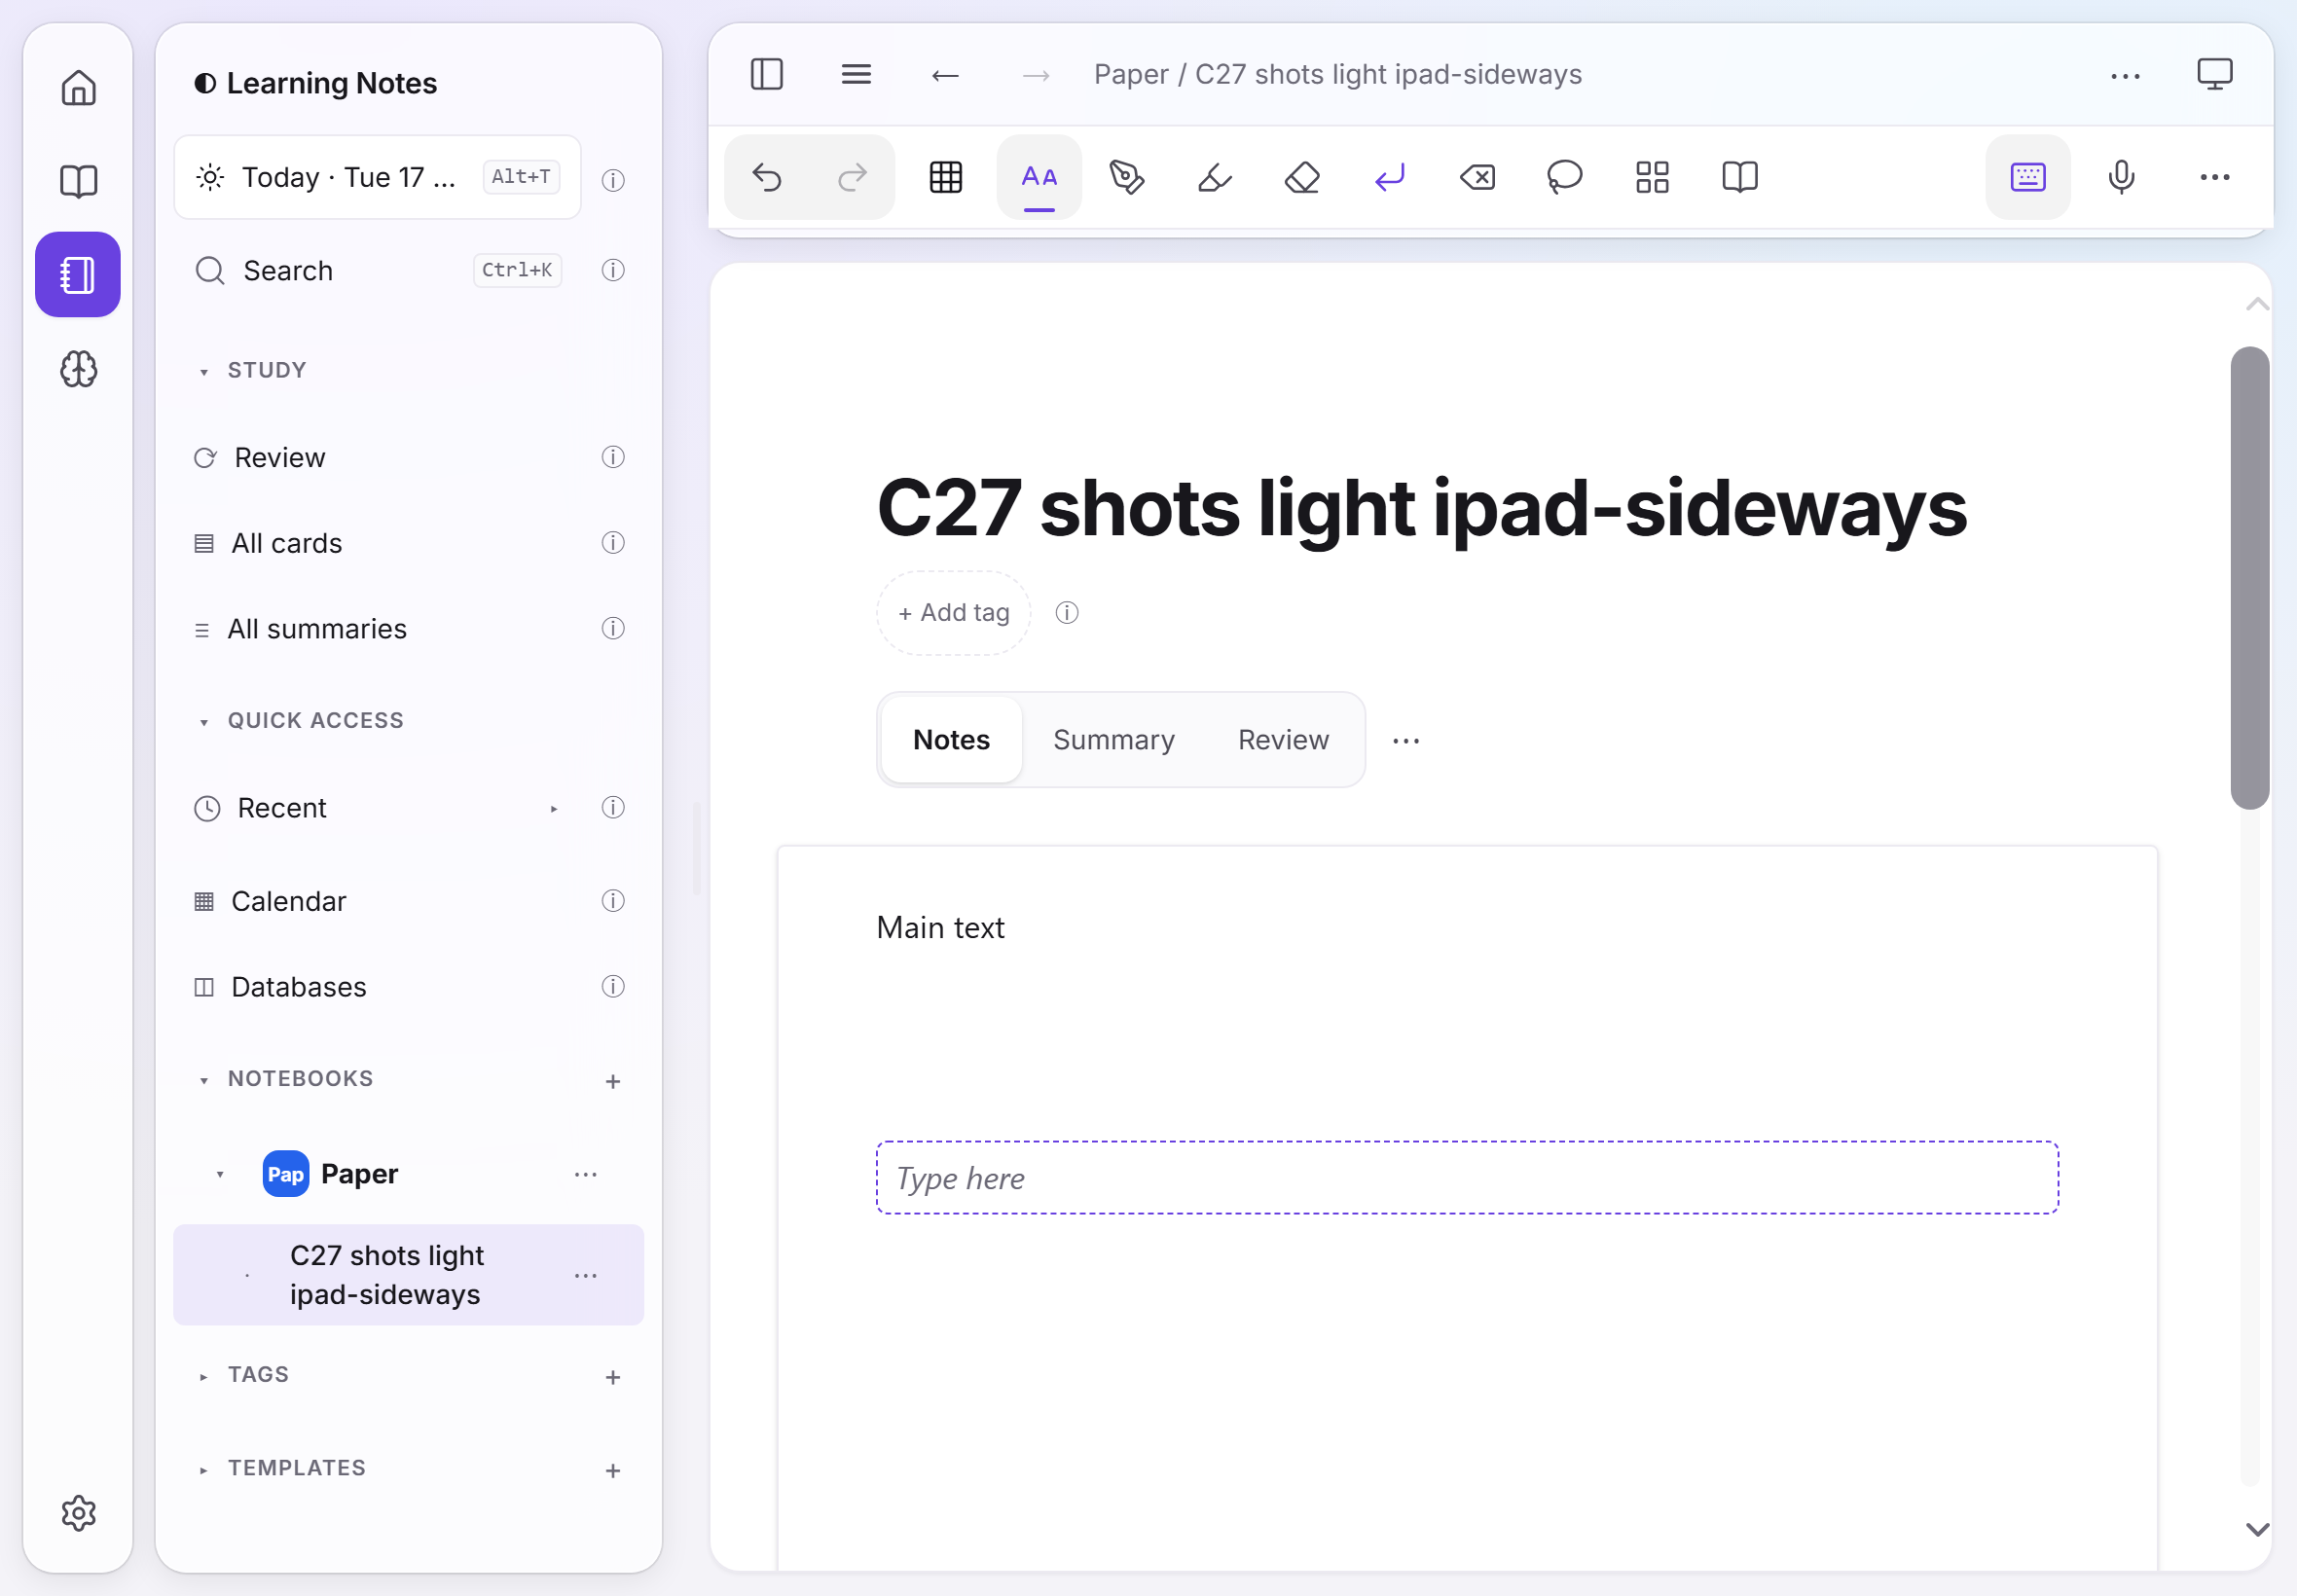 Learning Notes
Today · Tue 17 ... Alt+T
Search Ctrl+K
STUDY
Review
All cards
All summaries
QUICK ACCESS
Recent
Calendar
Databases
NOTEBOOKS
Pap Paper
C27 shots light
ipad-sideways
TAGS
TEMPLATES
Paper / C27 shots light ipad-sideways
AA
C27 shots light ipad-sideways
+ Add tag
Notes Summary Review
Main text
Type here